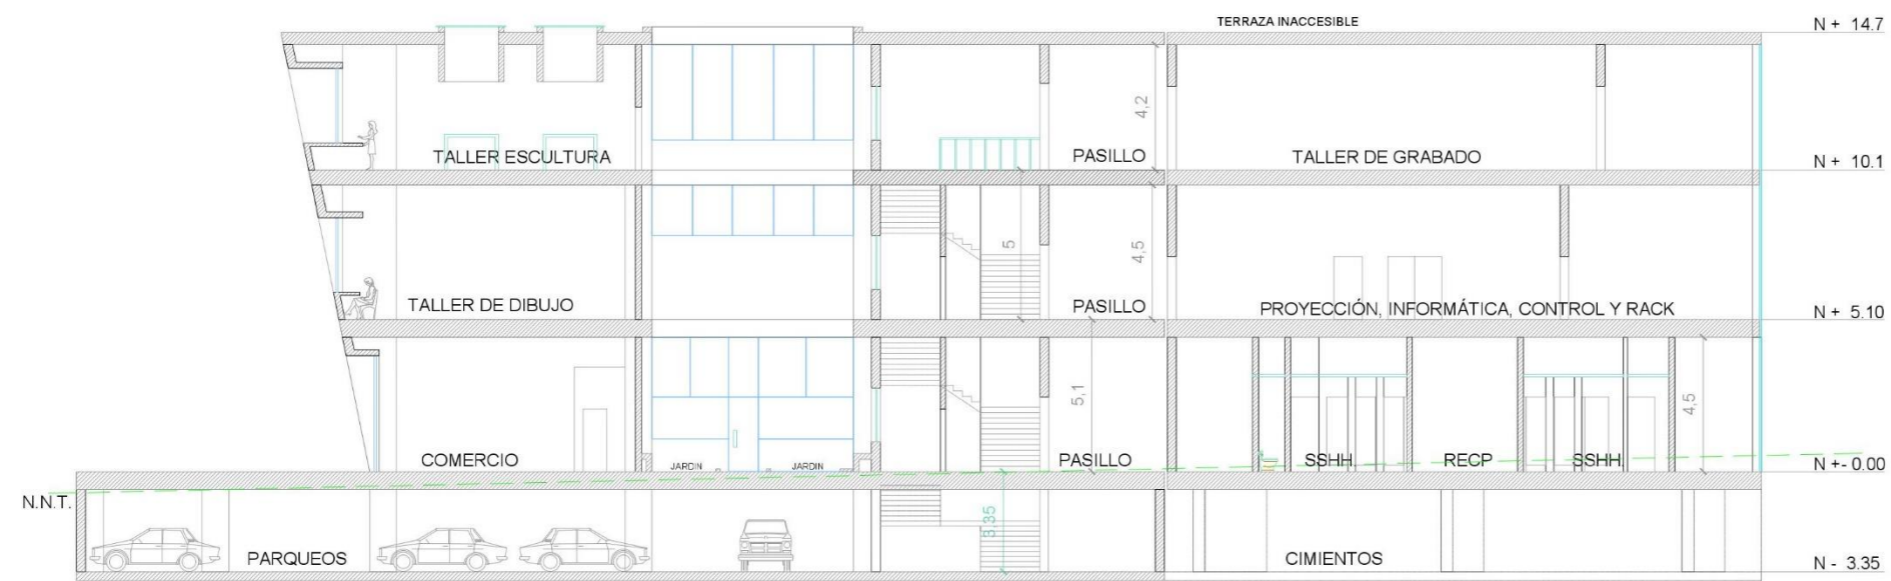 TERRAZA INACCESIBLE
N + 14.7
4,2
TALLER ESCULTURA
PASILLO
TALLER DE GRABADO
N + 10.1
5
4,5
TALLER DE DIBUJO
PASILLO
PROYECCIÓN, INFORMÁTICA, CONTROL Y RACK
N + 5.10
5,1
4,5
COMERCIO
JARDIN
JARDIN
PASILLO
SSHH
RECP
SSHH
N +- 0.00
N.N.T.
3,35
PARQUEOS
CIMIENTOS
N - 3.35